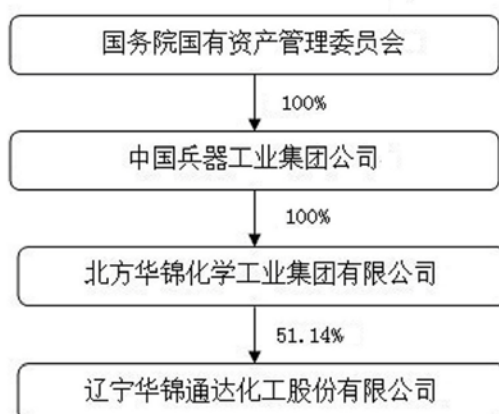 国务院国有资产管理委员会
100%
中国兵器工业集团公司
100%
北方华锦化学工业集团有限公司
51.14%
辽宁华锦通达化工股份有限公司